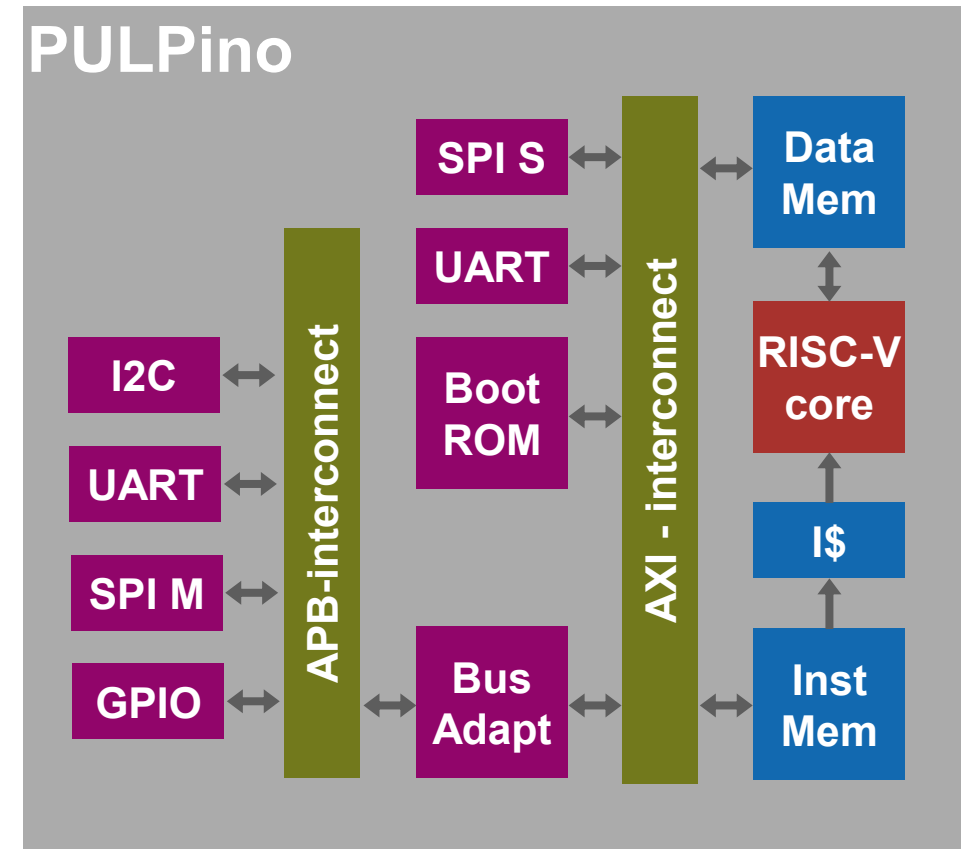 PULPino
SPI S
Data
Mem
UART
APB-interconnect
AXI - interconnect
I2C
Boot
ROM
RISC-V
core
UART
I$
SPI M
GPIO
Bus
Adapt
Inst
Mem